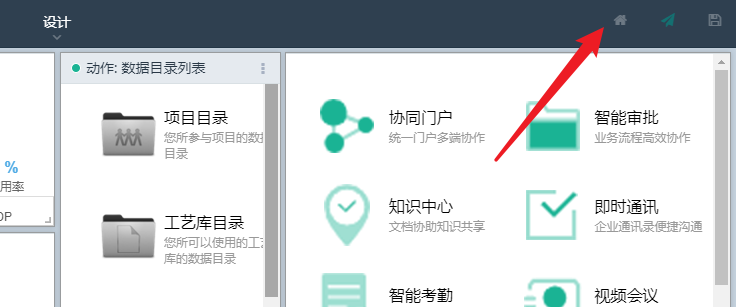 设计
%
用率
OP
动作: 数据目录列表
项目目录
您所参与项目的数据
目录
工艺库目录
您所可以使用的工艺
库的数据目录
协同门户
统一门户多端协作
智能审批
业务流程高效协作
知识中心
文档协助知识共享
即时通讯
企业通讯录便捷沟通
智能考勤
视频会议